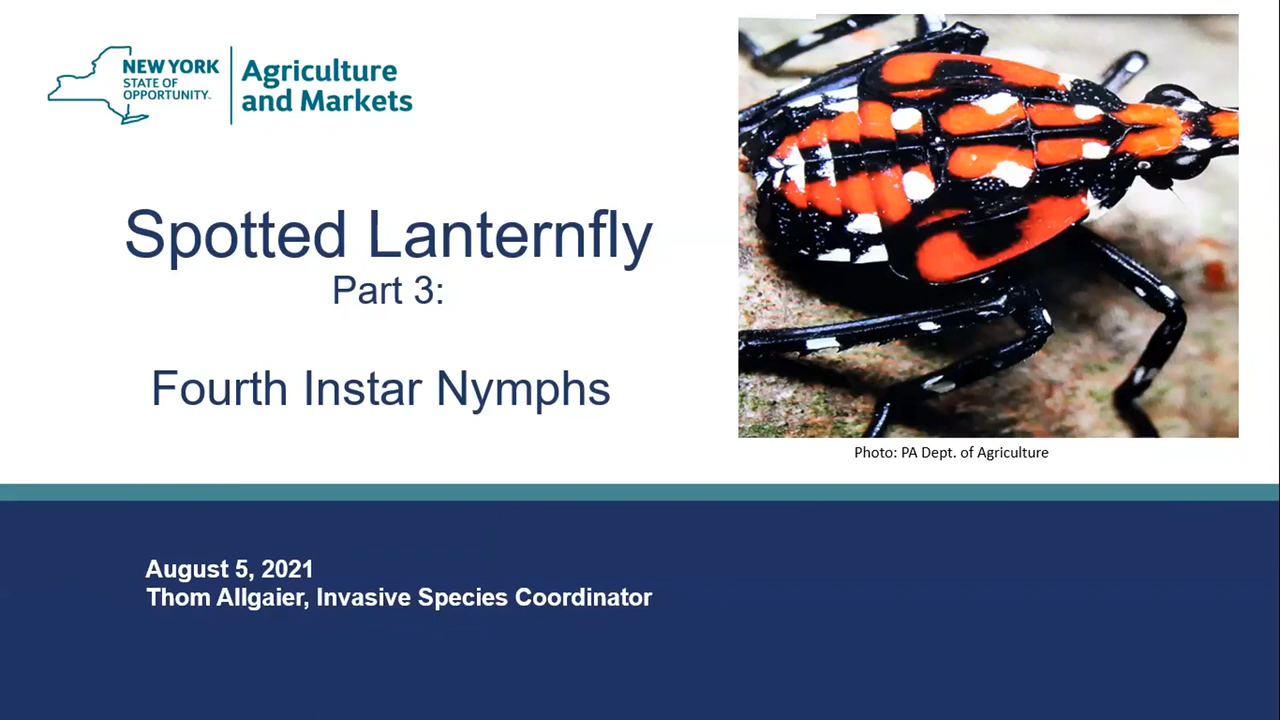 NEW YORK
STATE OF
OPPORTUNITY™
Agriculture
and Markets
Spotted Lanternfly
Part 3:
Fourth Instar Nymphs
Photo: PA Dept. of Agriculture
August 5, 2021
Thom Allgaier, Invasive Species Coordinator